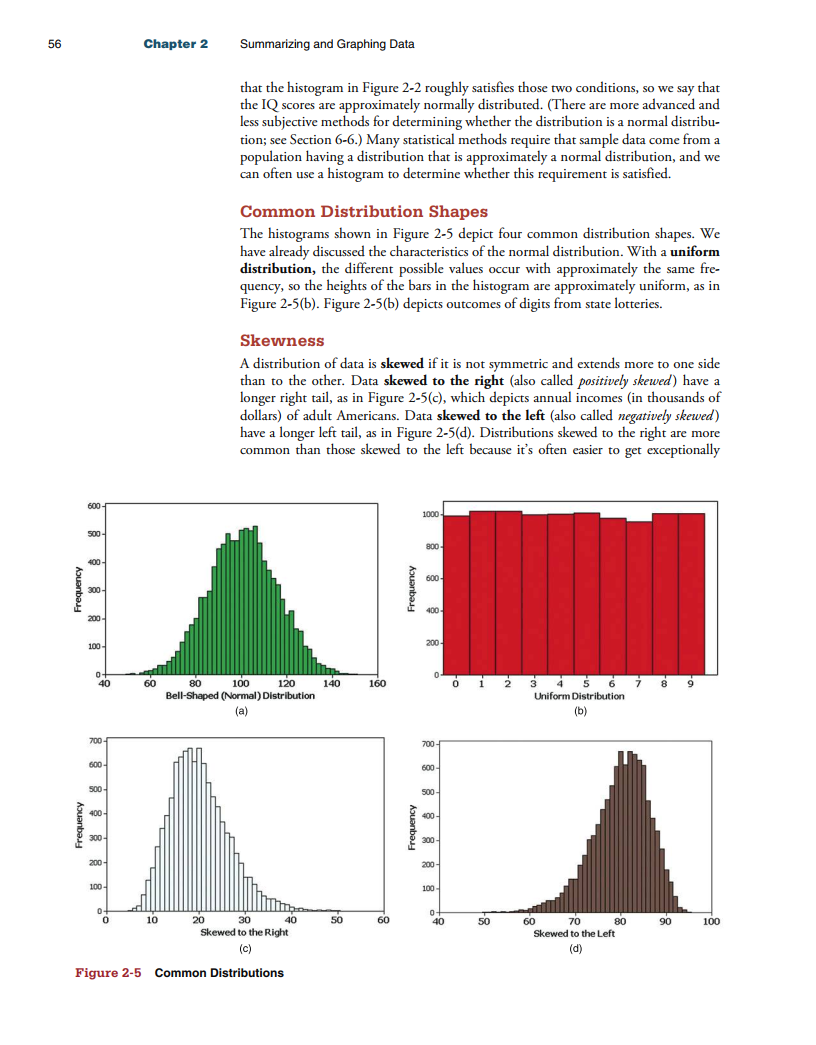 56 Chapter 2 Summarizing and Graphing Data
that the histogram in Figure 2-2 roughly satisfies those two conditions, so we say that
the IQ scores are approximately normally distributed. (There are more advanced and
less subjective methods for determining whether the distribution is a normal distribu-
tion; see Section 6-6.) Many statistical methods require that sample data come from a
population having a distribution that is approximately a normal distribution, and we
can often use a histogram to determine whether this requirement is satisfied.
Common Distribution Shapes
The histograms shown in Figure 2-5 depict four common distribution shapes. We
have already discussed the characteristics of the normal distribution. With a uniform
distribution, the different possible values occur with approximately the same fre-
quency, so the heights of the bars in the histogram are approximately uniform, as in
Figure 2-5(b). Figure 2-5(b) depicts outcomes of digits from state lotteries.
Skewness
A distribution of data is skewed if it is not symmetric and extends more to one side
than to the other. Data skewed to the right (also called positively skewed) have a
longer right tail, as in Figure 2-5(c), which depicts annual incomes (in thousands of
dollars) of adult Americans. Data skewed to the left (also called negatively skewed)
have a longer left tail, as in Figure 2-5(d). Distributions skewed to the right are more
common than those skewed to the left because it's often easier to get exceptionally
600
500
400
300
200
100
0
Frequency
40 60 80 100 120 140 160
Bell-Shaped (Normal) Distribution
(a)
1000
800
600
400
200
0
Frequency
0 1 2 3 4 5 6 7 8 9
Uniform Distribution
(b)
700
600
500
400
300
200
100
0
Frequency
0 10 20 30 40 50 60
Skewed to the Right
(c)
700
600
500
400
300
200
100
0
Frequency
40 50 60 70 80 90 100
Skewed to the Left
(d)
Figure 2-5 Common Distributions